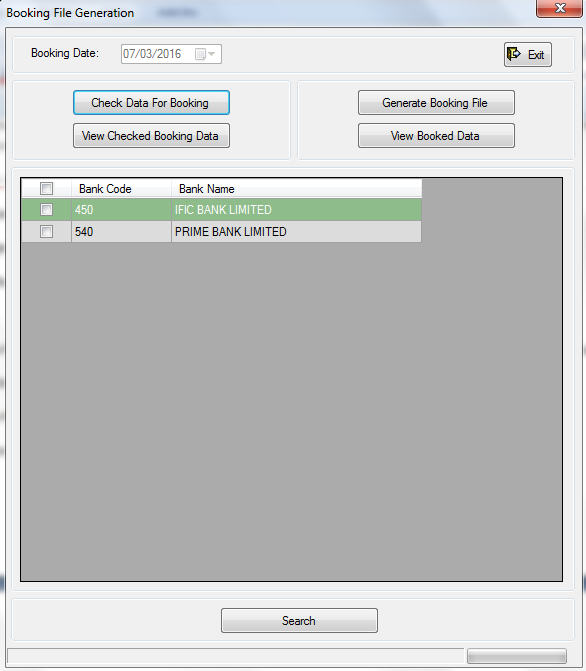 Booking File Generation
Booking Date: 07/03/2016 Exit
Check Data For Booking Generate Booking File
View Checked Booking Data View Booked Data
Bank Code Bank Name
450 IFIC BANK LIMITED
540 PRIME BANK LIMITED
Search